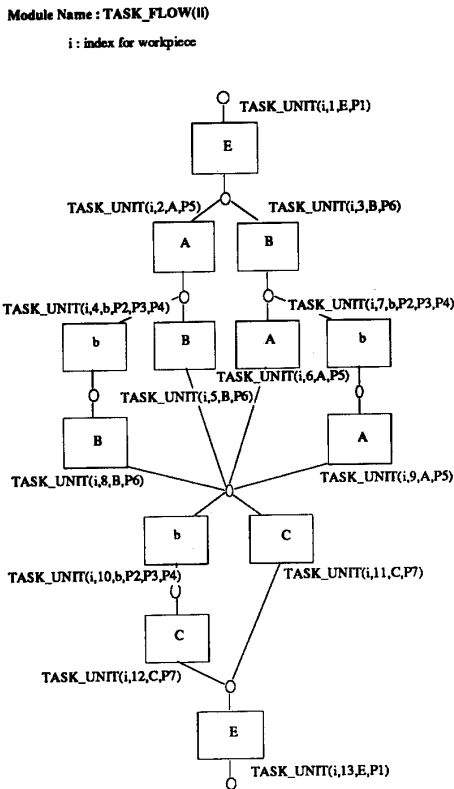 Module Name : TASK_FLOW(li)
i : index for workpiece
TASK_UNIT(i,1,E,P1)
E
TASK_UNIT(i,2,A,P5)
TASK_UNIT(i,3,B,P6)
A
B
TASK_UNIT(i,4,b,P2,P3,P4)
TASK_UNIT(i,7,b,P2,P3,P4)
b
B
A
b
TASK_UNIT(i,6,A,P5)
TASK_UNIT(i,5,B,P6)
B
A
TASK_UNIT(i,8,B,P6)
TASK_UNIT(i,9,A,P5)
b
C
TASK_UNIT(i,10,b,P2,P3,P4)
TASK_UNIT(i,11,C,P7)
C
TASK_UNIT(i,12,C,P7)
E
TASK_UNIT(i,13,E,P1)